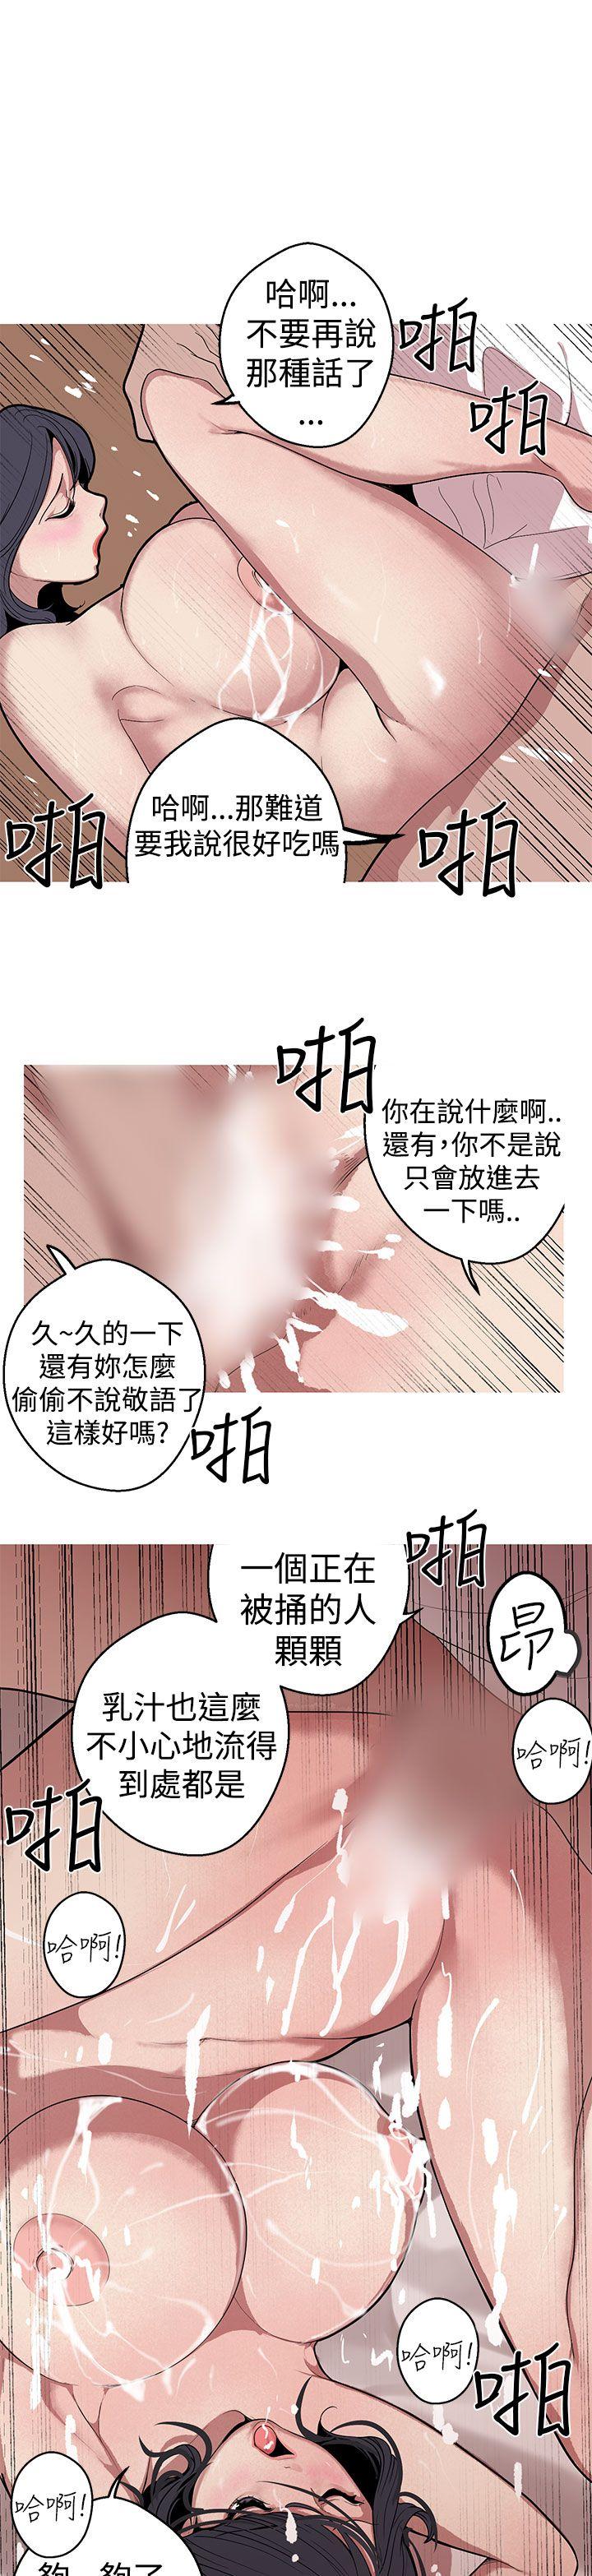 哈啊...
不要再說
那種話了
...
啪
啪
哈啊...那難道
要我說很好吃嗎
啪
啪
啪
你在說什麼啊..
還有,你不是說
只會放進去
一下嗎..
久~久的一下
還有妳怎麼
偷偷不說敬語了
這樣好嗎?
啪
啪
一個正在
被捅的人
顆顆
昂
乳汁也這麼
不小心地流得
到處都是
哈啊!
啪
哈啊!
哈啊!
啪
哈啊!